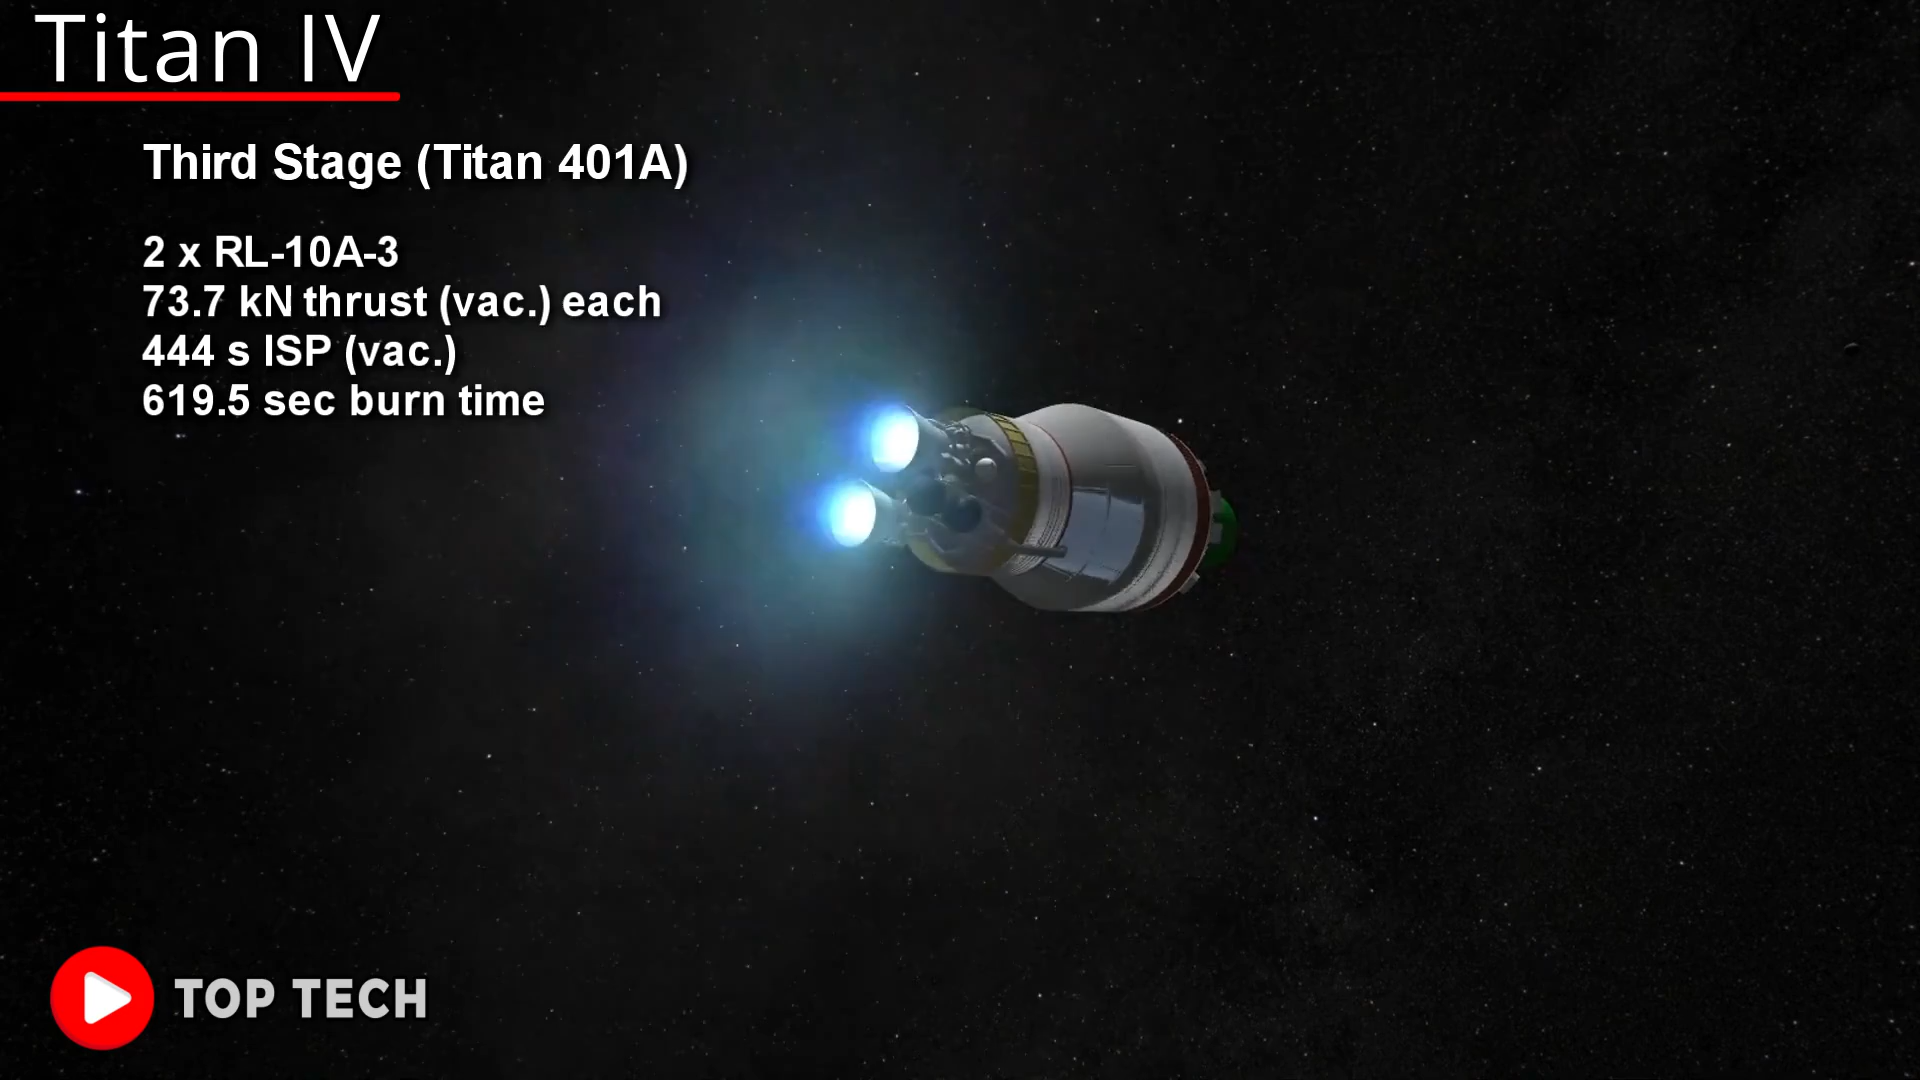 Titan IV
Third Stage (Titan 401A)
2 x RL-10A-3
73.7 kN thrust (vac.) each
444 s ISP (vac.)
619.5 sec burn time
TOP TECH